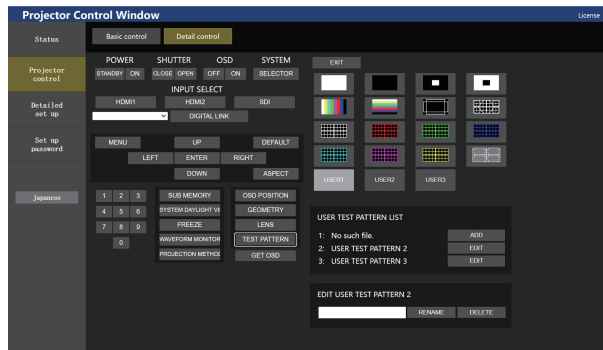 Projector Control Window
License
Status
Projector
control
Detailed
set up
Set up
password
Japanese
Basic control
Detail control
POWER
SHUTTER
OSD
SYSTEM
STANDBY
ON
CLOSE
OPEN
OFF
ON
SELECTOR
INPUT SELECT
HDMI1
HDMI2
SDI
DIGITAL LINK
MENU
UP
DEFAULT
LEFT
ENTER
RIGHT
DOWN
ASPECT
1
2
3
4
5
6
7
8
9
0
SUB MEMORY
SYSTEM DAYLIGHT VI
FREEZE
WAVEFORM MONITOR
PROJECTION METHOD
OSD POSITION
GEOMETRY
LENS
TEST PATTERN
GET OSD
EXIT
USER1
USER2
USER3
USER TEST PATTERN LIST
1: No such file.
ADD
2: USER TEST PATTERN 2
EDIT
3: USER TEST PATTERN 3
EDIT
EDIT USER TEST PATTERN 2
RENAME
DELETE